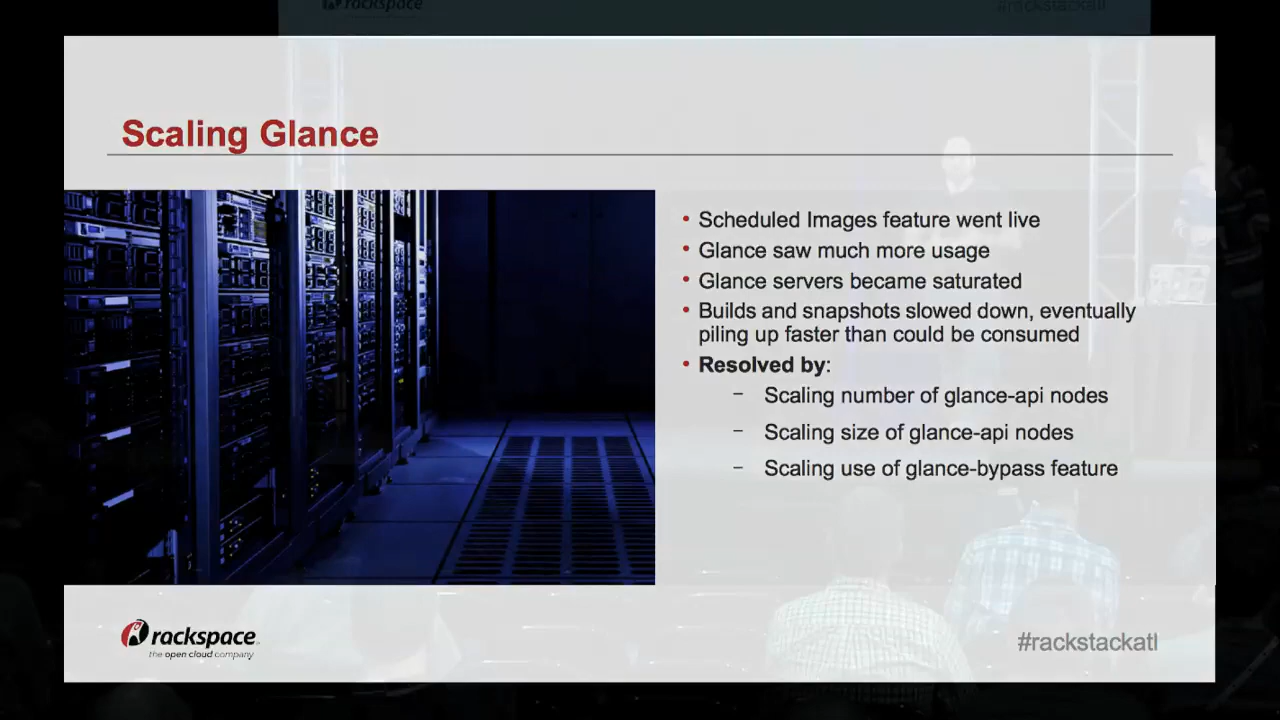 rackspace
#rackstackatl
Scaling Glance
• Scheduled Images feature went live
• Glance saw much more usage
• Glance servers became saturated
• Builds and snapshots slowed down, eventually
piling up faster than could be consumed
• Resolved by:
– Scaling number of glance-api nodes
– Scaling size of glance-api nodes
– Scaling use of glance-bypass feature
rackspace
the open cloud company
#rackstackatl